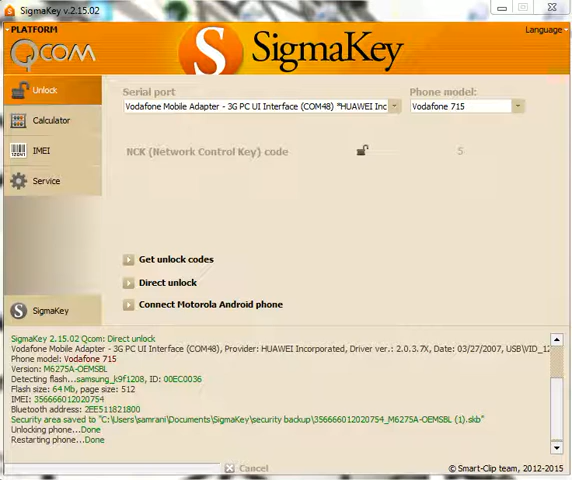 SigmaKey v.2.15.02
PLATFORM
QCOM
S SigmaKey
Language
Unlock
Calculator
IMEI
Service
SigmaKey
Serial port
Phone model:
Vodafone Mobile Adapter - 3G PC UI Interface (COM48) *HUAWEI Inc
Vodafone 715
NCK (Network Control Key) code
5
Get unlock codes
Direct unlock
Connect Motorola Android phone
SigmaKey 2.15.02 Qcom: Direct unlock
Vodafone Mobile Adapter - 3G PC UI Interface (COM48), Provider: HUAWEI Incorporated, Driver ver.: 2.0.3.7X, Date: 03/27/2007, USB\VID_12
Phone model: Vodafone 715
Version: M6275A-OEMSBL
Detecting flash...samsung_k9f1208, ID: 00EC0036
Flash size: 64 Mb, page size: 512
IMEI: 356666012020754
Bluetooth address: 2EE511821800
Security area saved to "C:\Users\samrani\Documents\SigmaKey\security backup\356666012020754_M6275A-OEMSBL (1).skb"
Unlocking phone...Done
Restarting phone...Done
Cancel
© Smart-Clip team, 2012-2015